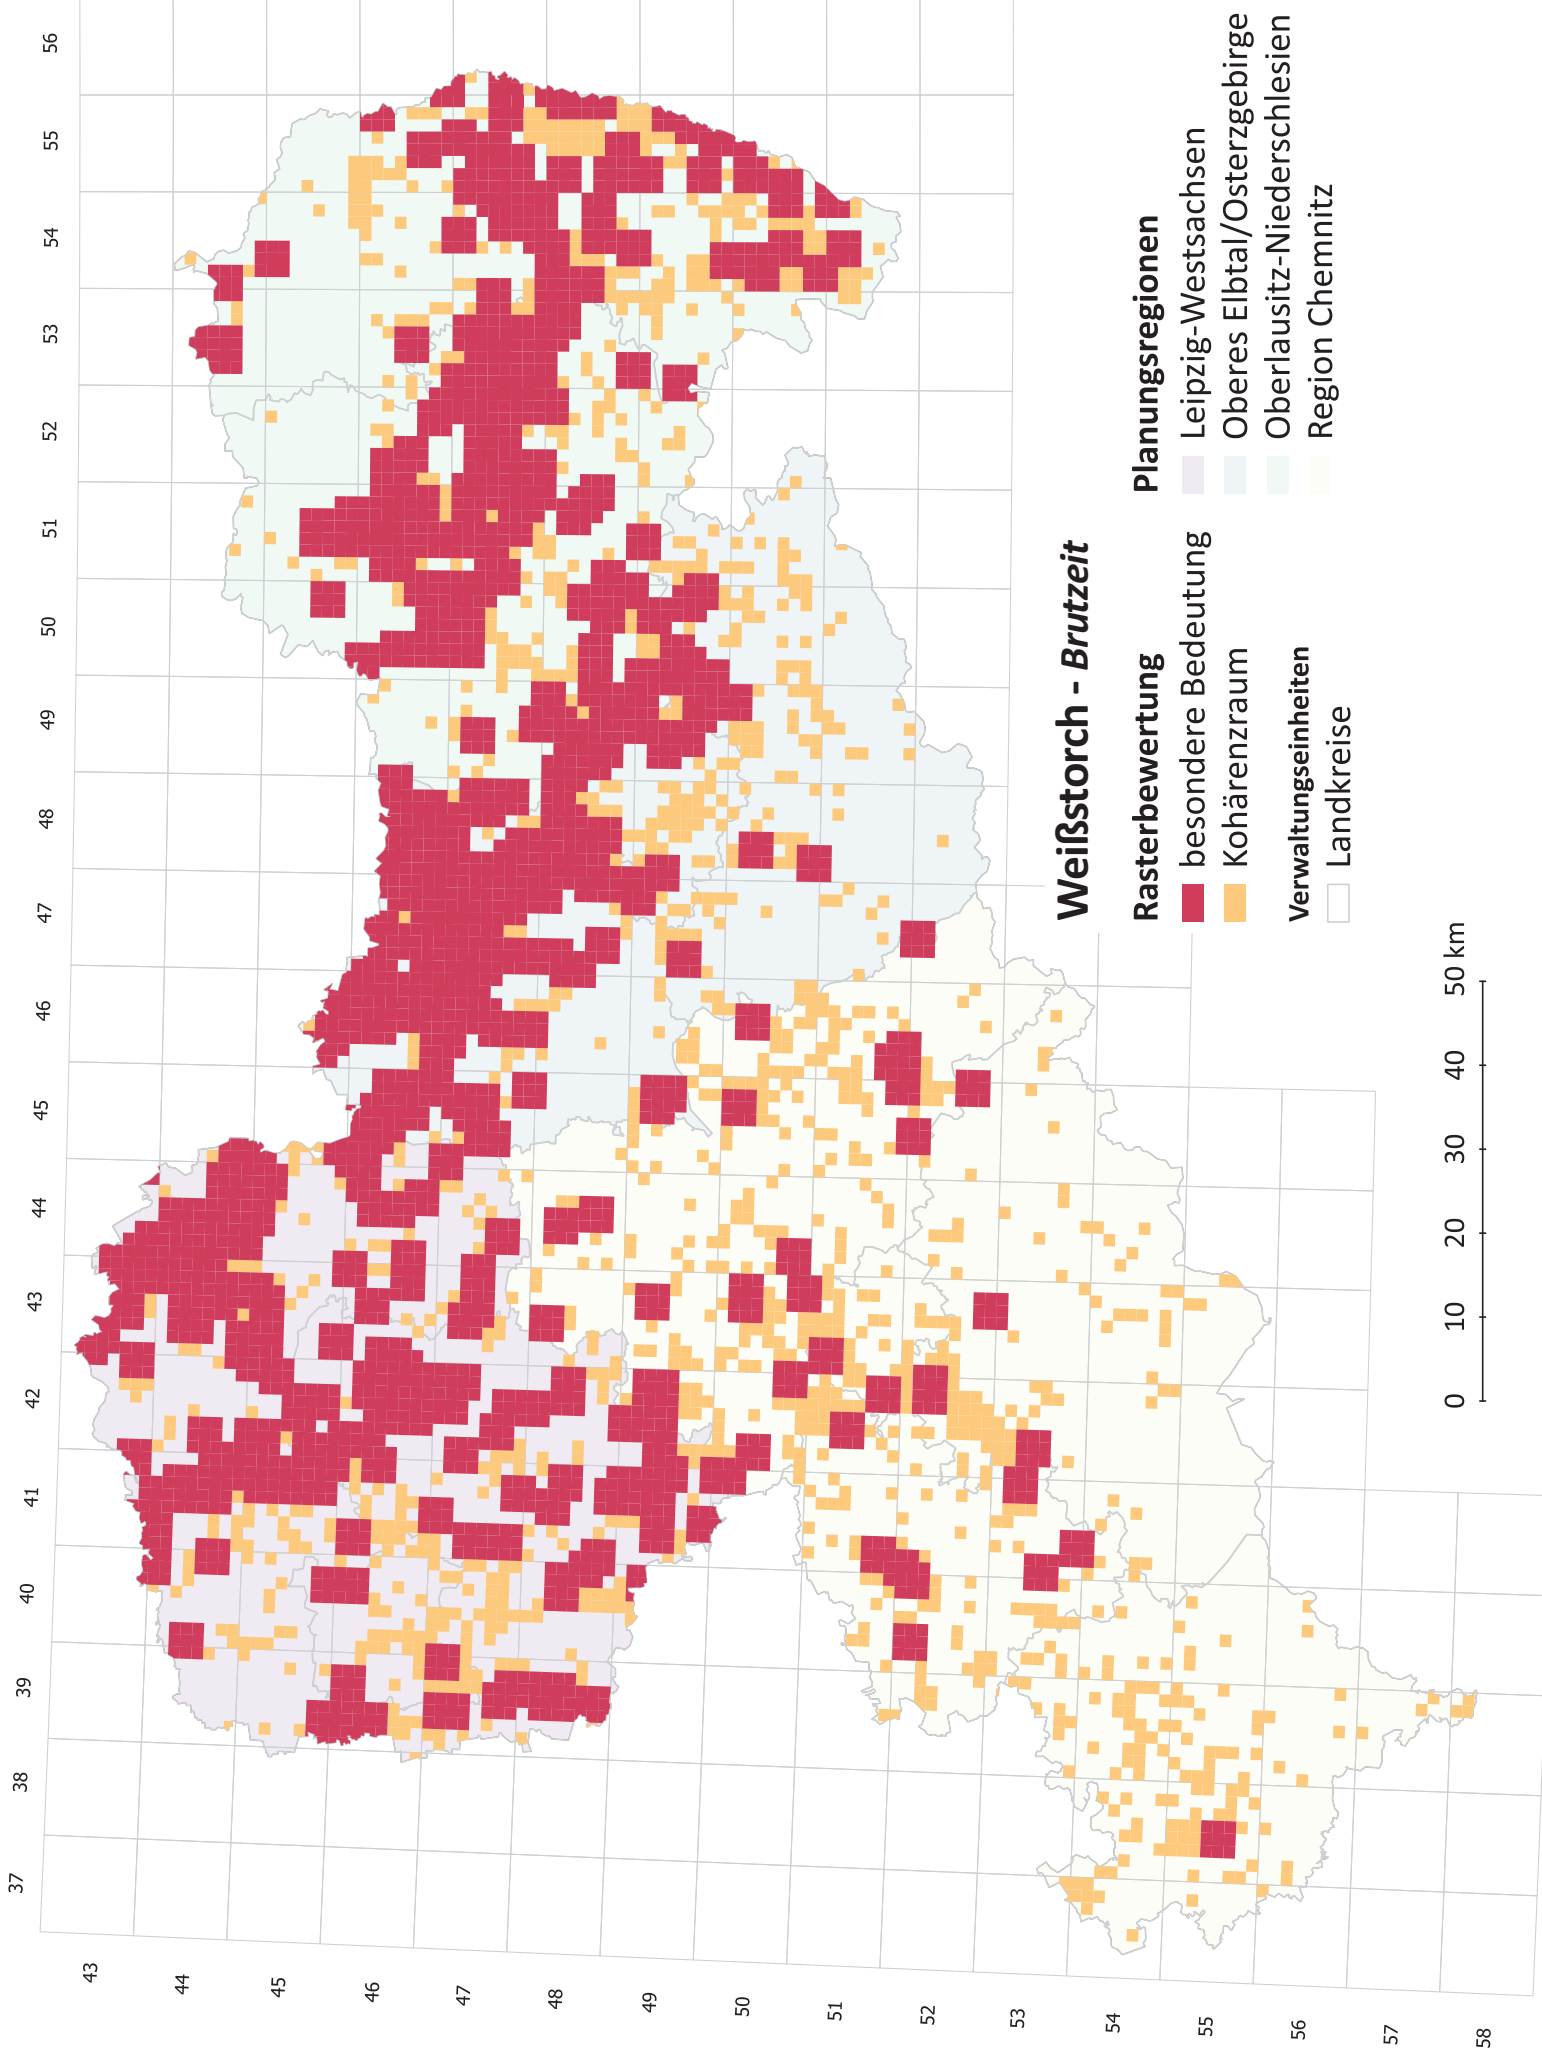 Weißstorch - Brutzeit
Rasterbewertung
besondere Bedeutung
Kohärenzraum
Verwaltungseinheiten
Landkreise
Planungsregionen
Leipzig-Westsachsen
Oberes Elbtal/Osterzgebirge
Oberlausitz-Niederschlesien
Region Chemnitz
0 10 20 30 40 50 km
37 38 39 40 41 42 43 44 45 46 47 48 49 50 51 52 53 54 55 56
43
44
45
46
47
48
49
50
51
52
53
54
55
56
57
58